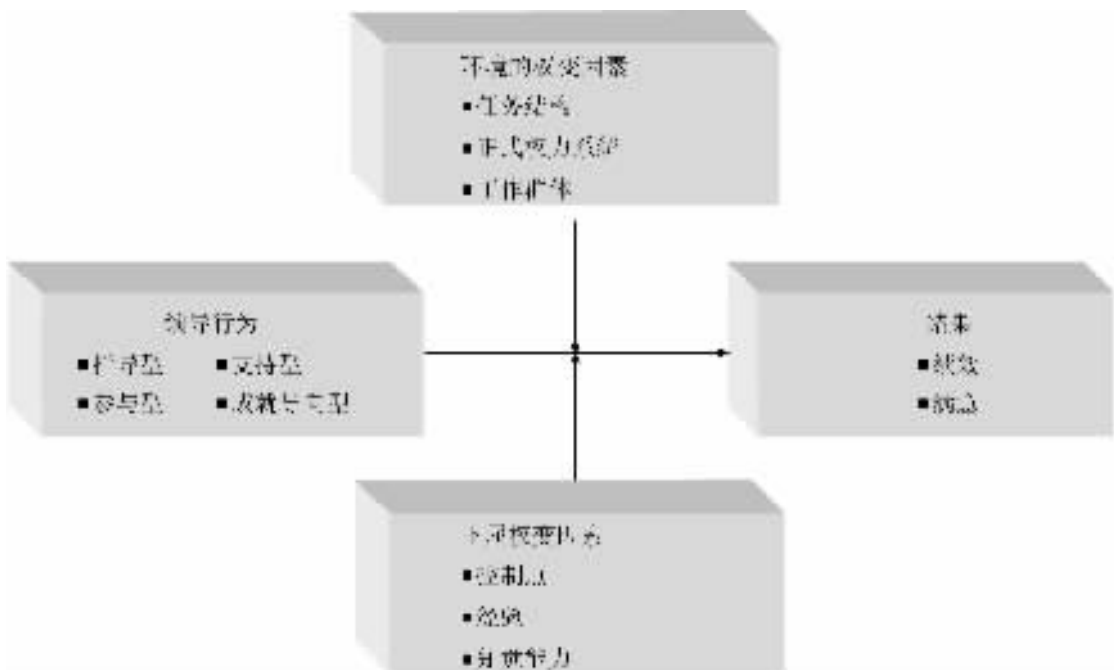 环境的权变因素
■任务结构
■正式权力系统
■工作群体
领导行为
■指导型 ■支持型
■参与型 ■成就导向型
结果
■绩效
■满意
下属权变因素
■控制点
■经验
■知觉能力